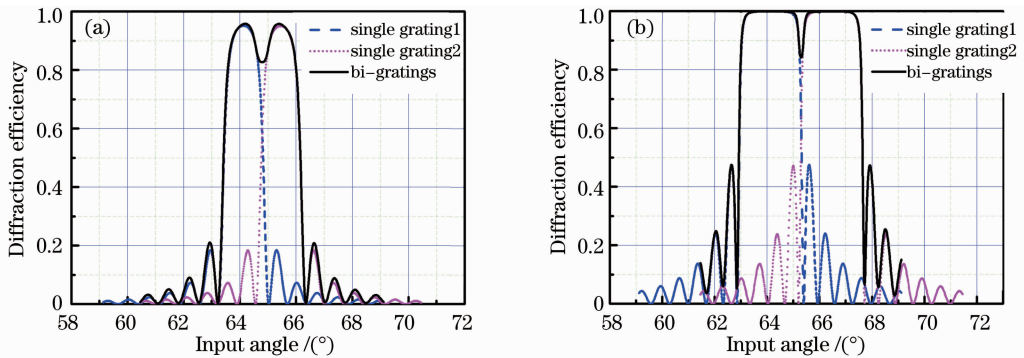 (a)
single grating1
single grating2
bi-gratings
Diffraction efficiency
1.0
0.8
0.6
0.4
0.2
0
58 60 62 64 66 68 70 72
Input angle /(°)
(b)
single grating1
single grating2
bi-gratings
Diffraction efficiency
1.0
0.8
0.6
0.4
0.2
0
58 60 62 64 66 68 70 72
Input angle /(°)